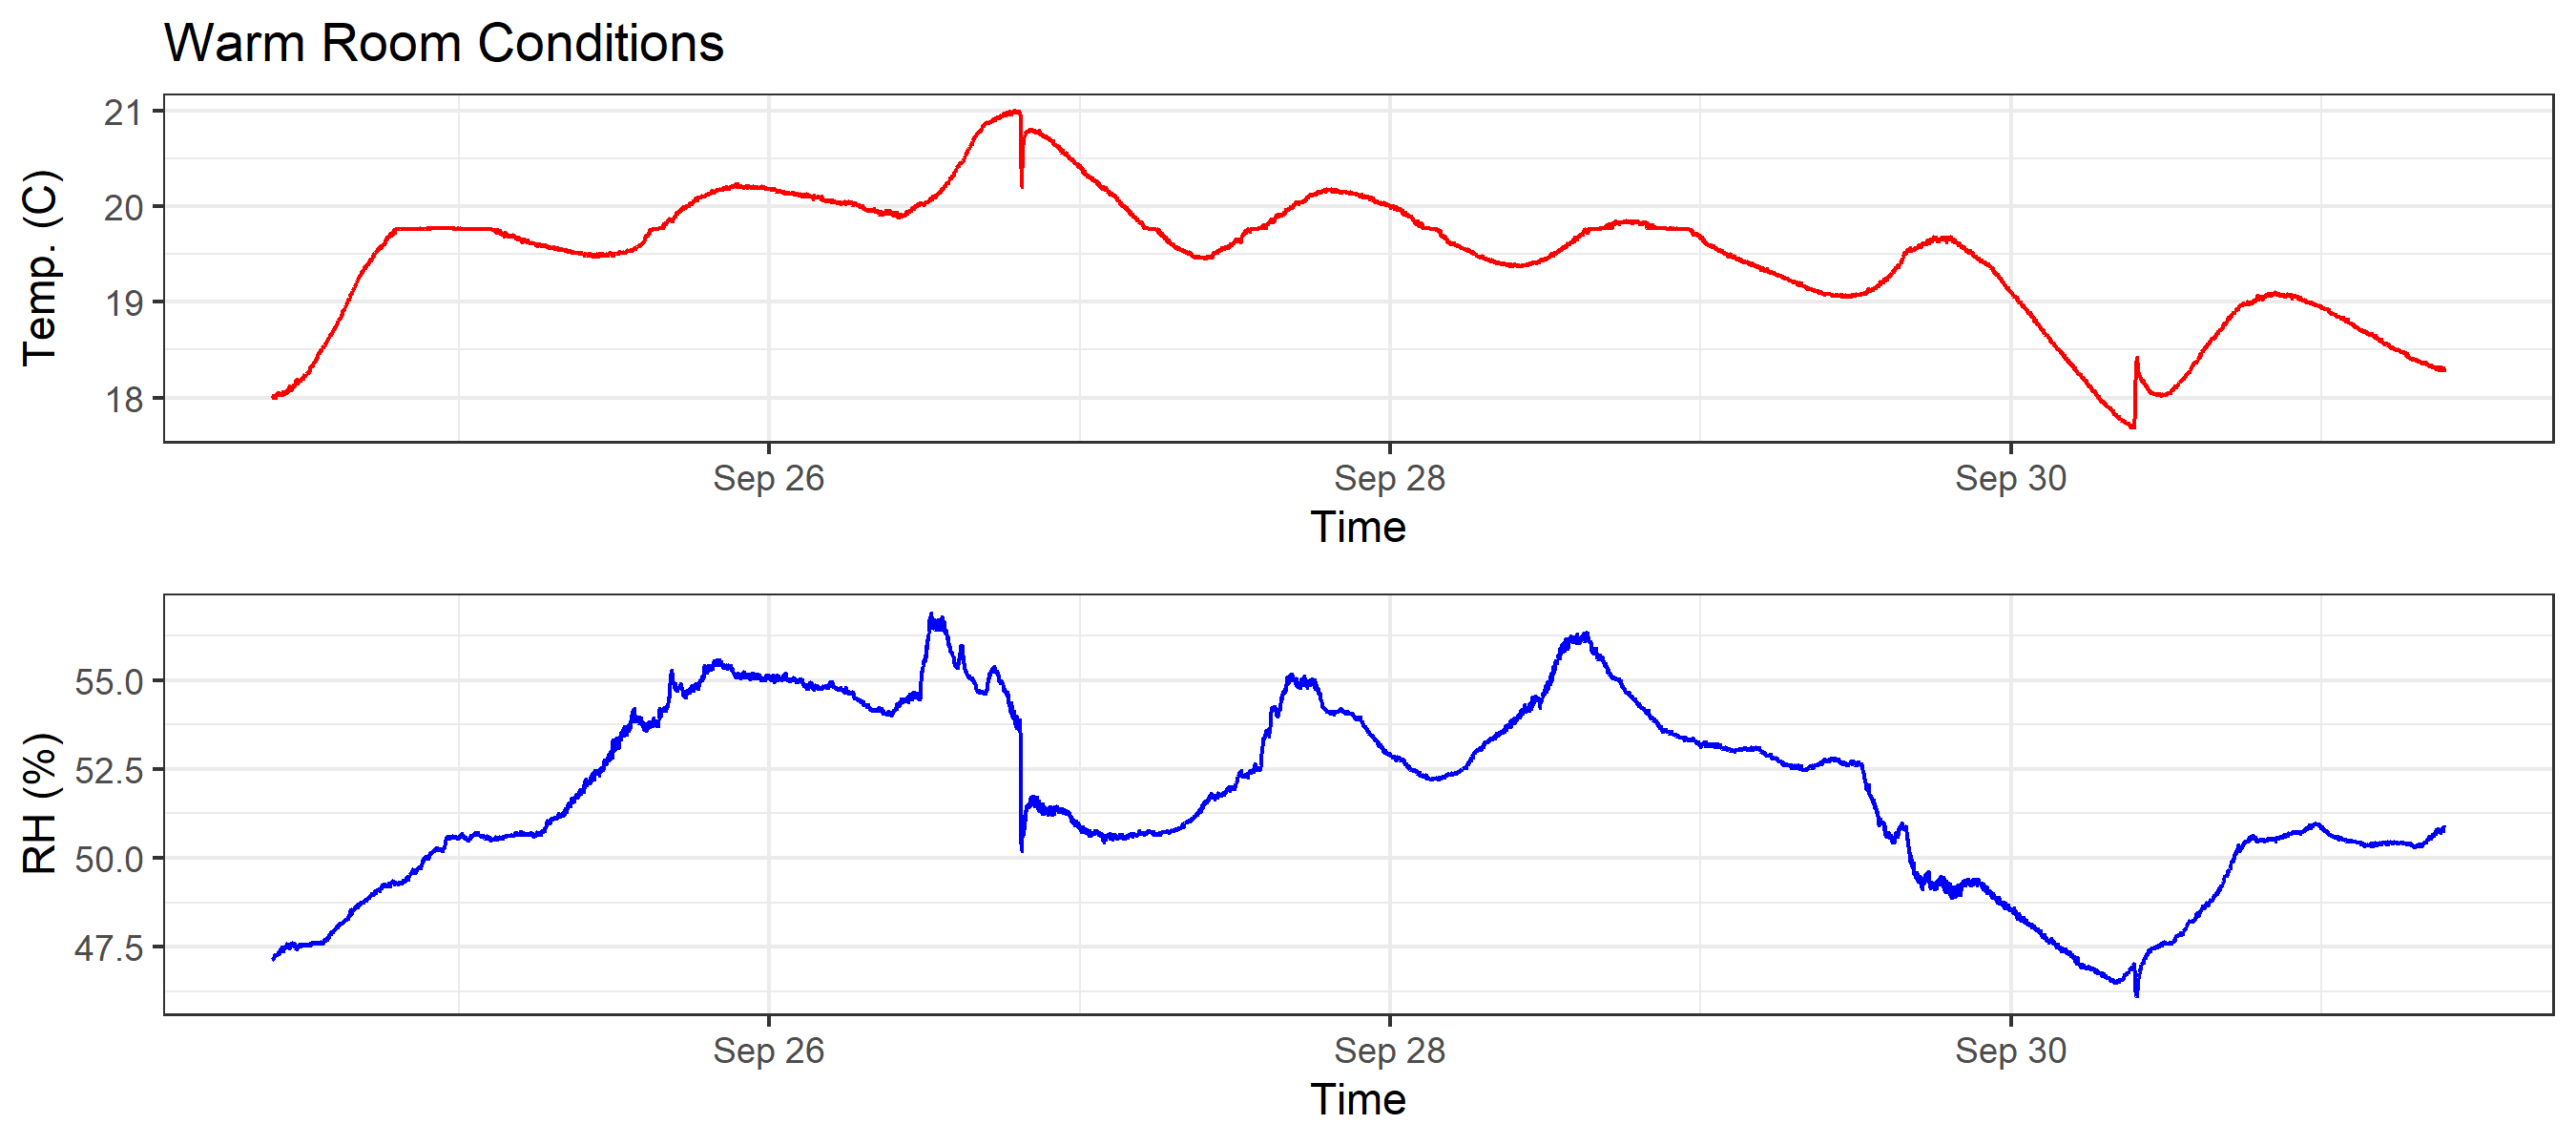 Warm Room Conditions
21
20
19
18
Temp. (C)
Sep 26 Sep 28 Sep 30
Time
55.0
52.5
50.0
47.5
RH (%)
Sep 26 Sep 28 Sep 30
Time